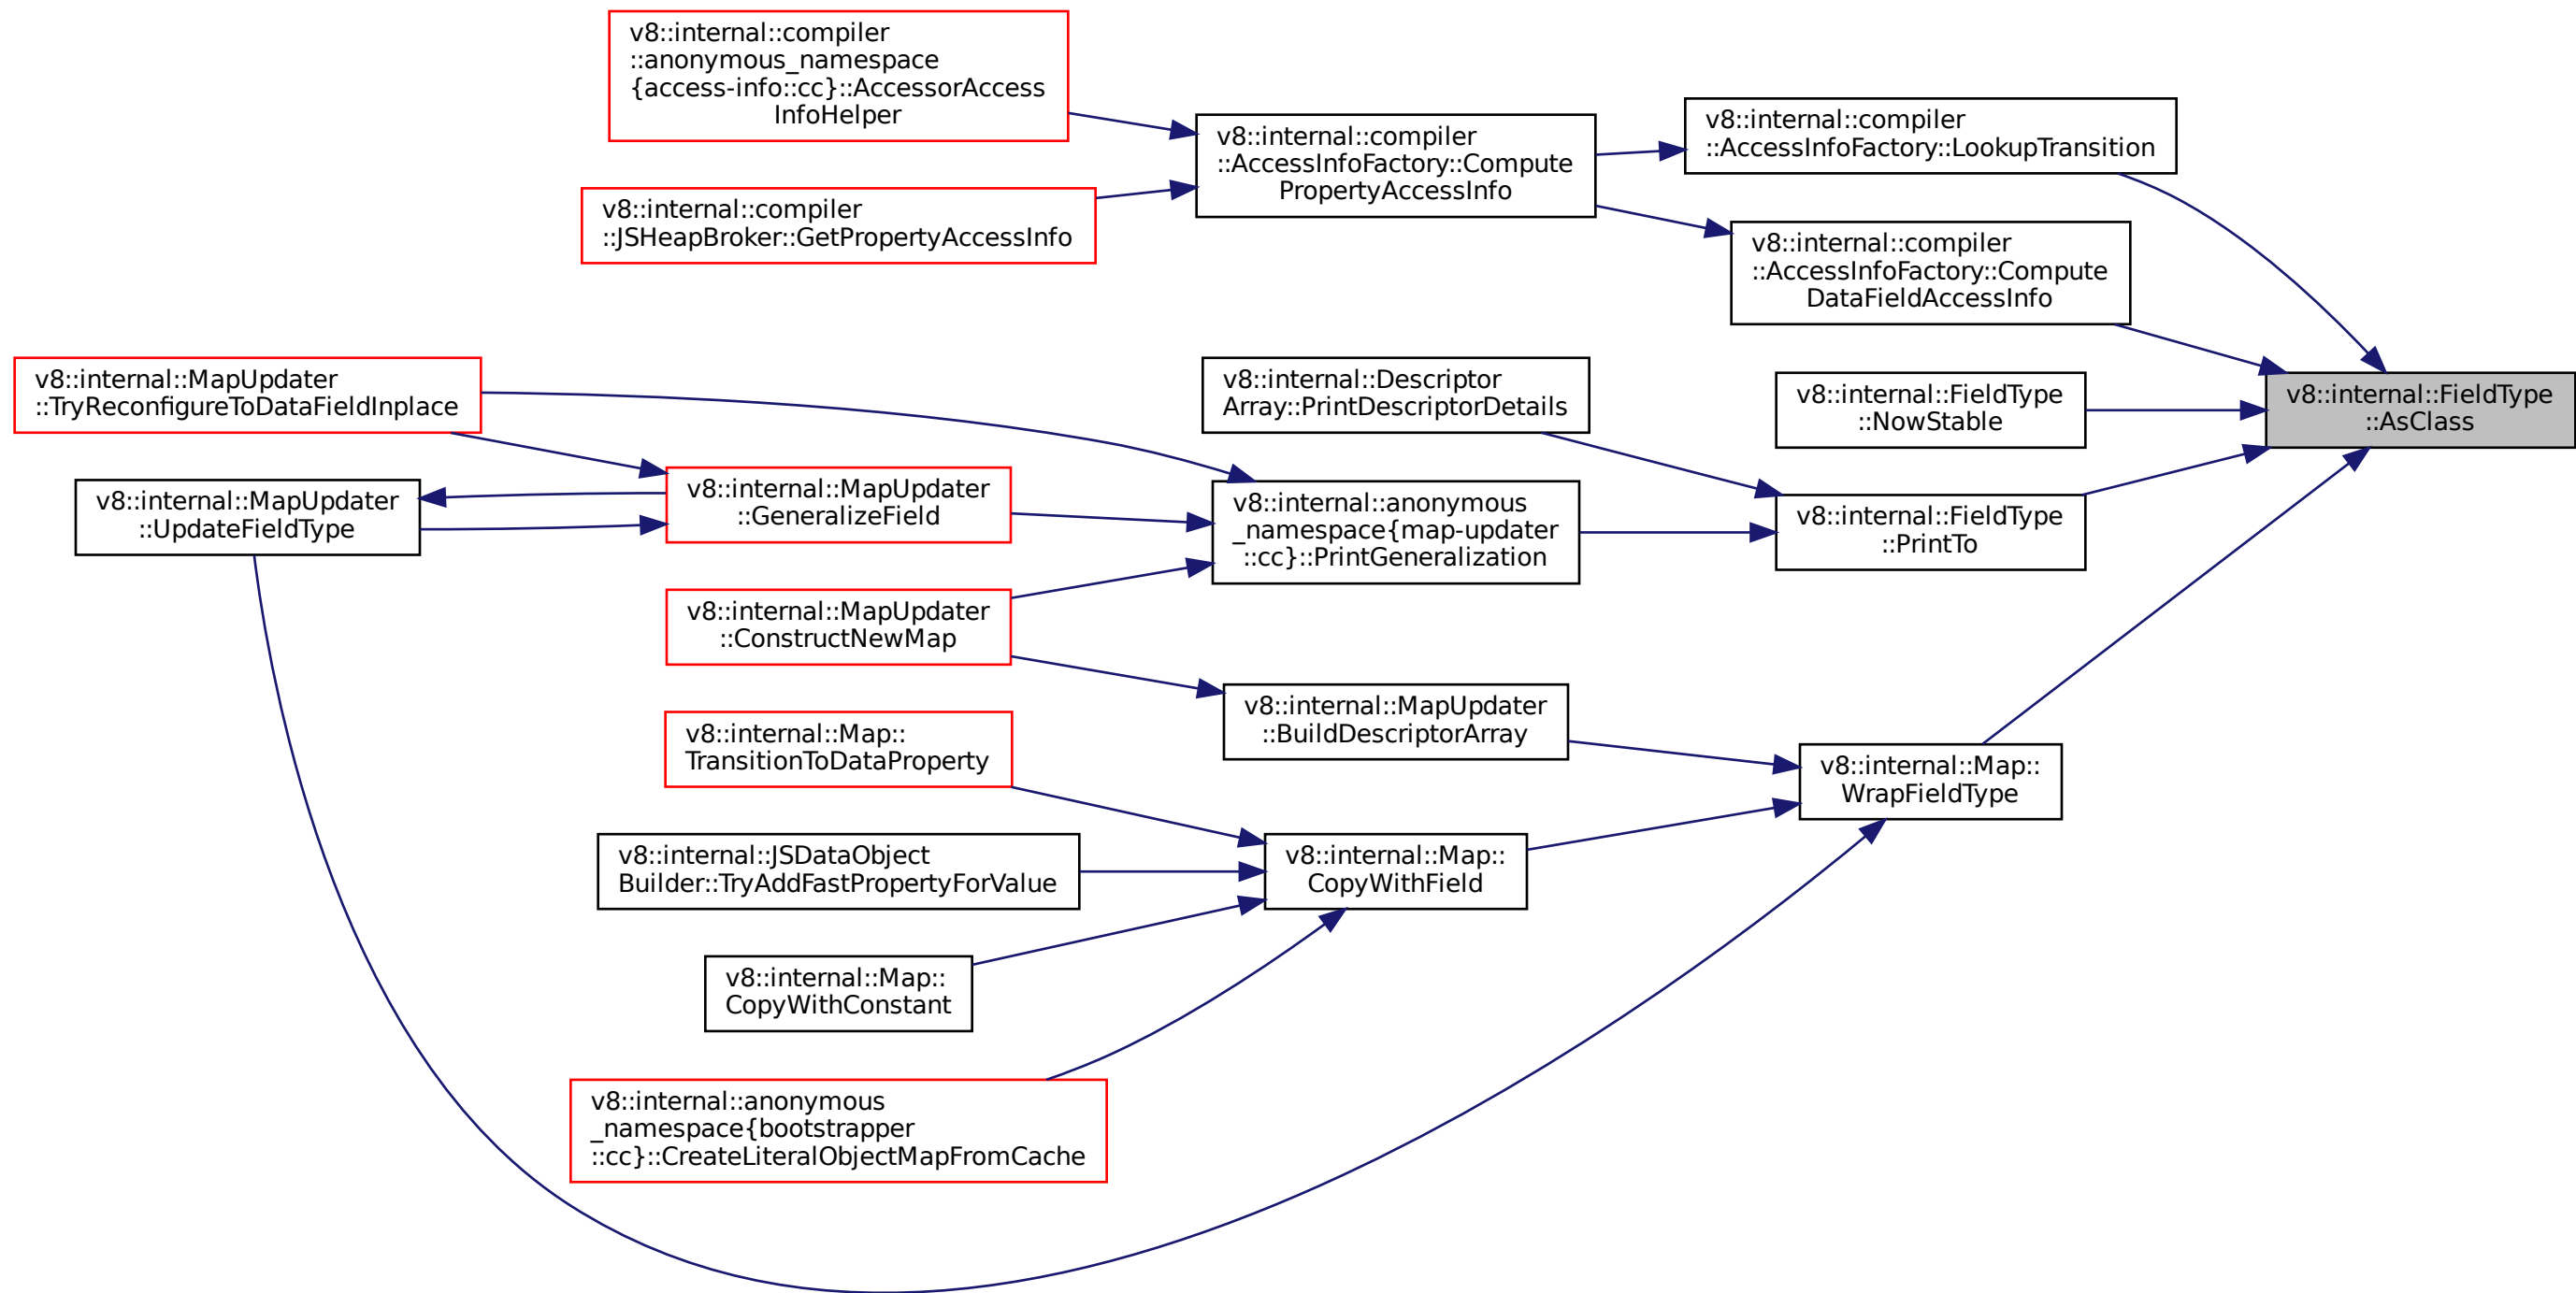 v8::internal::compiler
::anonymous_namespace
{access-info::cc}::AccessorAccess
InfoHelper
v8::internal::compiler
::AccessInfoFactory::LookupTransition
v8::internal::compiler
::AccessInfoFactory::Compute
PropertyAccessInfo
v8::internal::compiler
::JSHeapBroker::GetPropertyAccessInfo
v8::internal::compiler
::AccessInfoFactory::Compute
DataFieldAccessInfo
v8::internal::MapUpdater
::TryReconfigureToDataFieldInplace
v8::internal::Descriptor
Array::PrintDescriptorDetails
v8::internal::FieldType
::NowStable
v8::internal::FieldType
::AsClass
v8::internal::MapUpdater
::UpdateFieldType
v8::internal::MapUpdater
::GeneralizeField
v8::internal::anonymous
_namespace{map-updater
::cc}::PrintGeneralization
v8::internal::FieldType
::PrintTo
v8::internal::MapUpdater
::ConstructNewMap
v8::internal::MapUpdater
::BuildDescriptorArray
v8::internal::Map::
TransitionToDataProperty
v8::internal::Map::
WrapFieldType
v8::internal::JSDataObject
Builder::TryAddFastPropertyForValue
v8::internal::Map::
CopyWithField
v8::internal::Map::
CopyWithConstant
v8::internal::anonymous
_namespace{bootstrapper
::cc}::CreateLiteralObjectMapFromCache